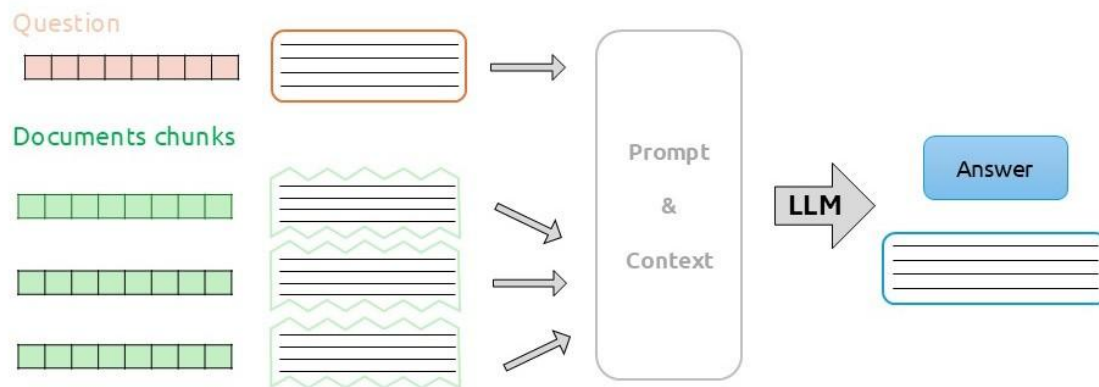 Question
Documents chunks
Prompt
&
Context
LLM
Answer